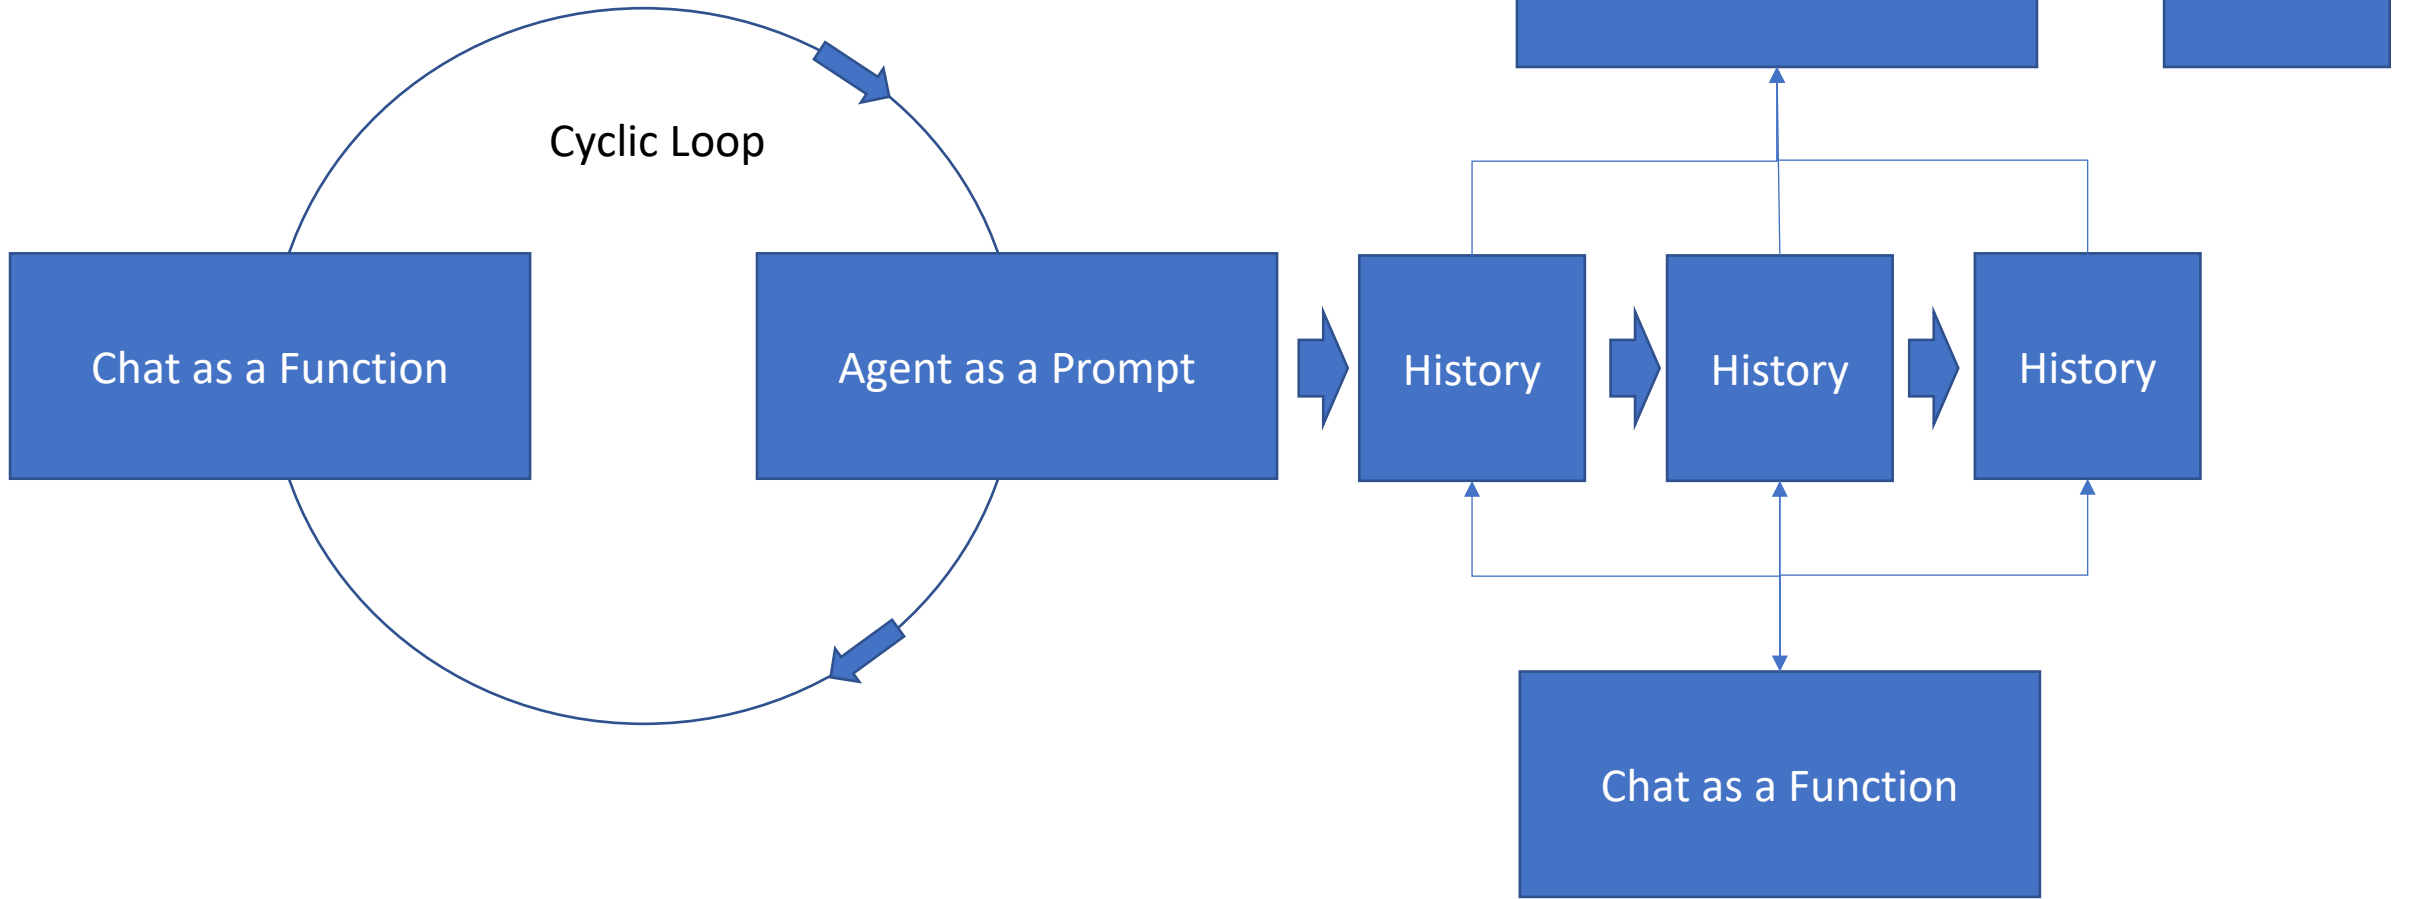 Cyclic Loop
Chat as a Function
Agent as a Prompt
History
History
History
Chat as a Function